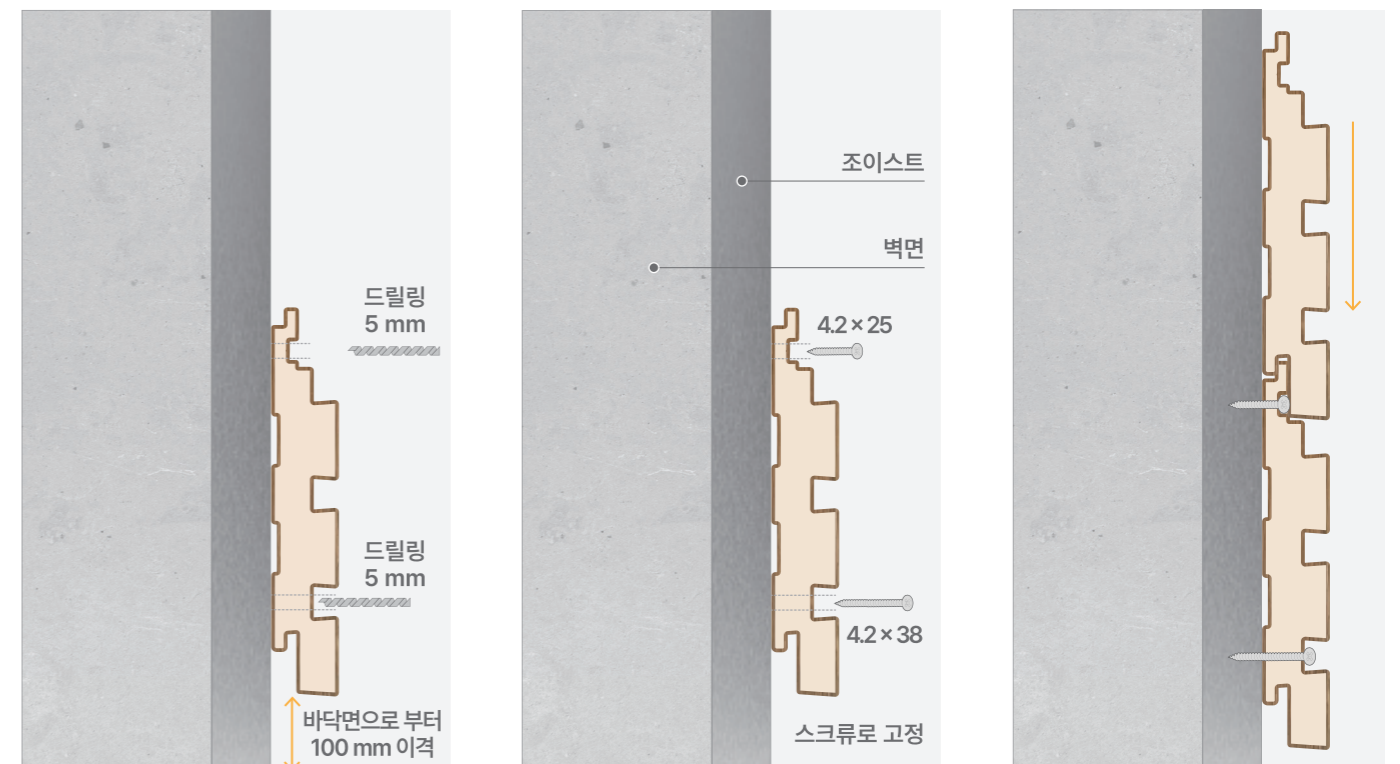 드릴링
5 mm
드릴링
5 mm
바닥면으로 부터
100 mm 이격
조이스트
벽면
4.2 × 25
4.2 × 38
스크류로 고정